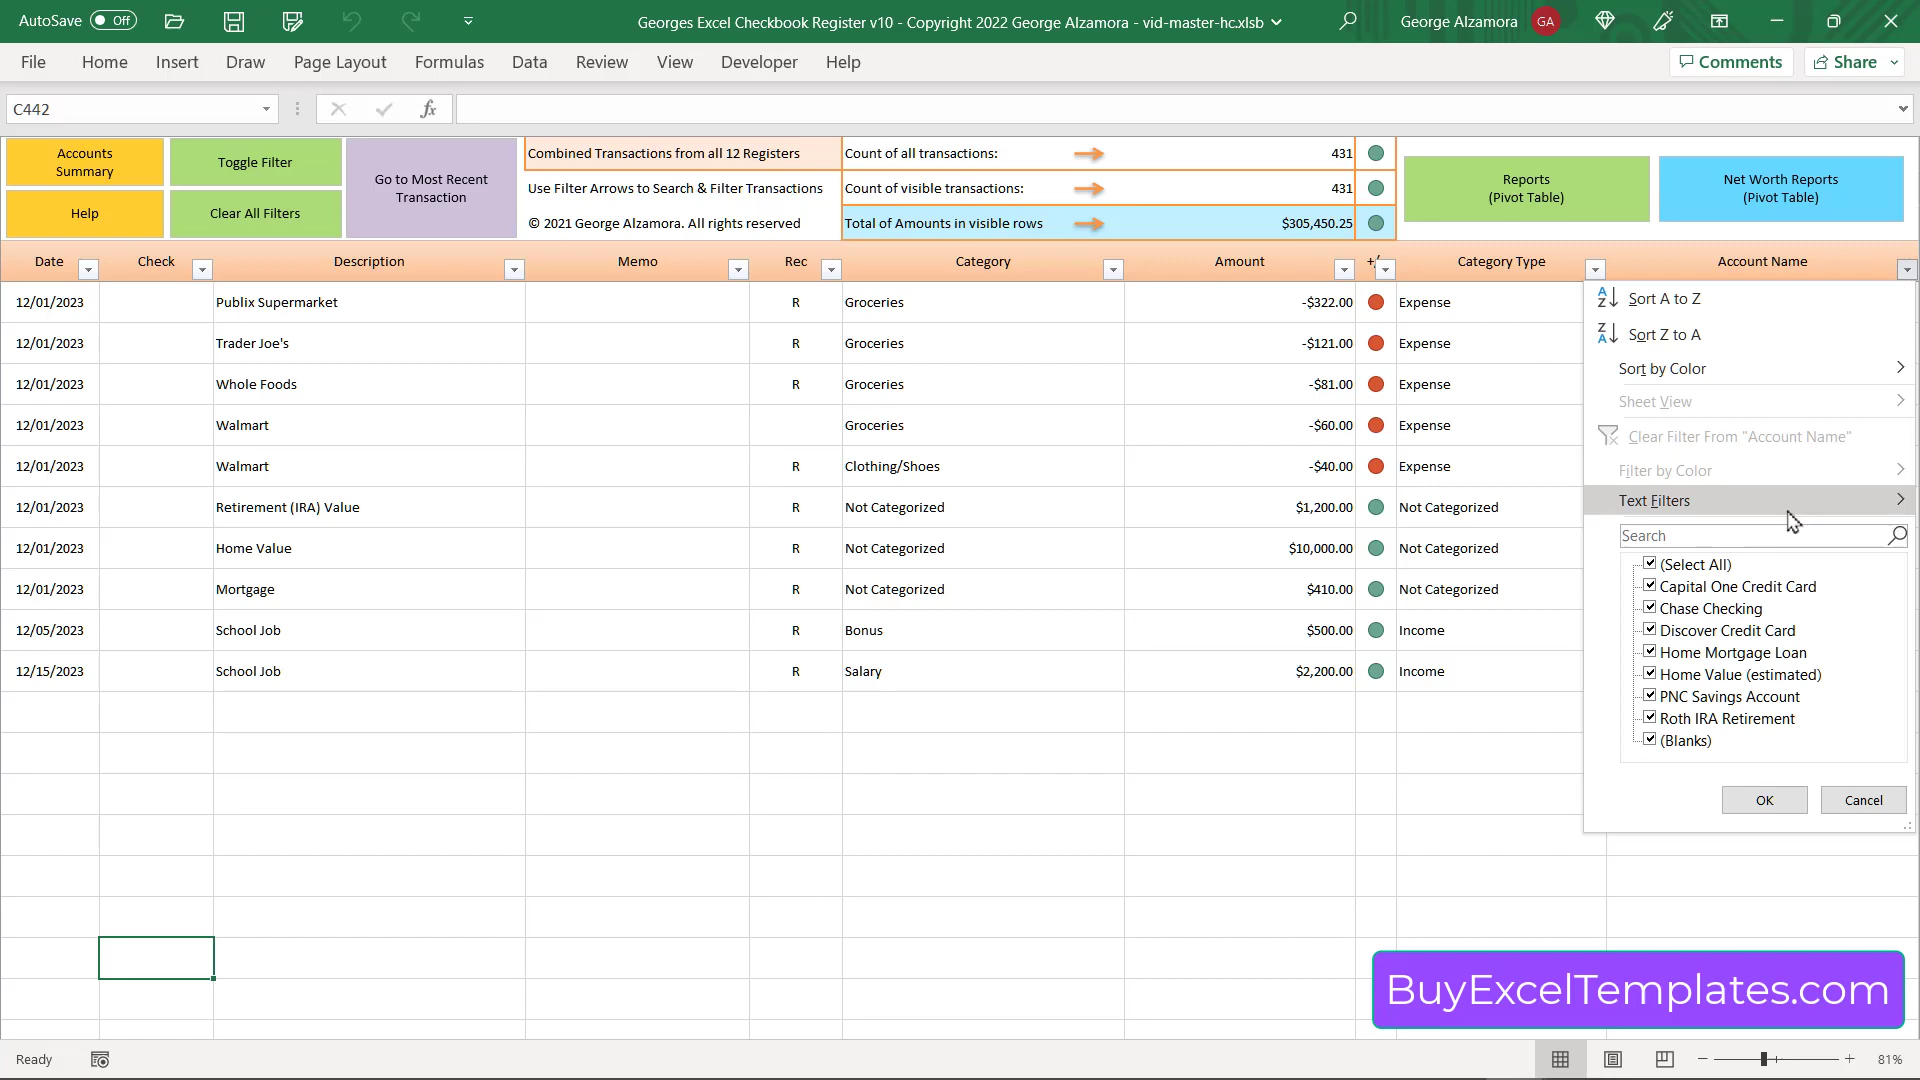 AutoSave Off
Georges Excel Checkbook Register v10 - Copyright 2022 George Alzamora - vid-master-hc.xlsb
George Alzamora GA
File Home Insert Draw Page Layout Formulas Data Review View Developer Help
Comments Share
C442 fx
Accounts
Summary
Help
Toggle Filter
Clear All Filters
Go to Most Recent
Transaction
Combined Transactions from all 12 Registers
Use Filter Arrows to Search & Filter Transactions
© 2021 George Alzamora. All rights reserved
Count of all transactions: 431
Count of visible transactions: 431
Total of Amounts in visible rows $305,450.25
Reports
(Pivot Table)
Net Worth Reports
(Pivot Table)
Date Check Description Memo Rec Category Amount +/ Category Type Account Name
12/01/2023 Publix Supermarket R Groceries -$322.00 Expense
12/01/2023 Trader Joe's R Groceries -$121.00 Expense
12/01/2023 Whole Foods R Groceries -$81.00 Expense
12/01/2023 Walmart Groceries -$60.00 Expense
12/01/2023 Walmart R Clothing/Shoes -$40.00 Expense
12/01/2023 Retirement (IRA) Value R Not Categorized $1,200.00 Not Categorized
12/01/2023 Home Value R Not Categorized $10,000.00 Not Categorized
12/01/2023 Mortgage R Not Categorized $410.00 Not Categorized
12/05/2023 School Job R Bonus $500.00 Income
12/15/2023 School Job R Salary $2,200.00 Income
Sort A to Z
Sort Z to A
Sort by Color
Sheet View
Clear Filter From "Account Name"
Filter by Color
Text Filters
Search
(Select All)
Capital One Credit Card
Chase Checking
Discover Credit Card
Home Mortgage Loan
Home Value (estimated)
PNC Savings Account
Roth IRA Retirement
(Blanks)
OK Cancel
BuyExcelTemplates.com
Ready
81%